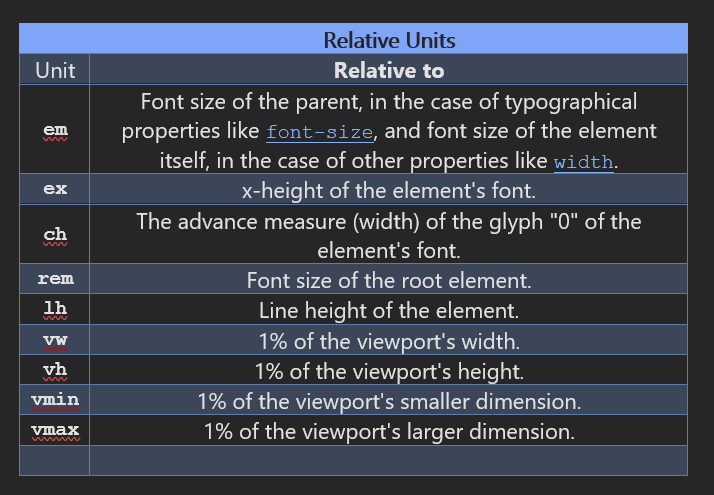 Relative Units
Unit Relative to
em Font size of the parent, in the case of typographical
properties like font-size, and font size of the element
itself, in the case of other properties like width.
ex x-height of the element's font.
ch The advance measure (width) of the glyph "0" of the
element's font.
rem Font size of the root element.
lh Line height of the element.
vw 1% of the viewport's width.
vh 1% of the viewport's height.
vmin 1% of the viewport's smaller dimension.
vmax 1% of the viewport's larger dimension.